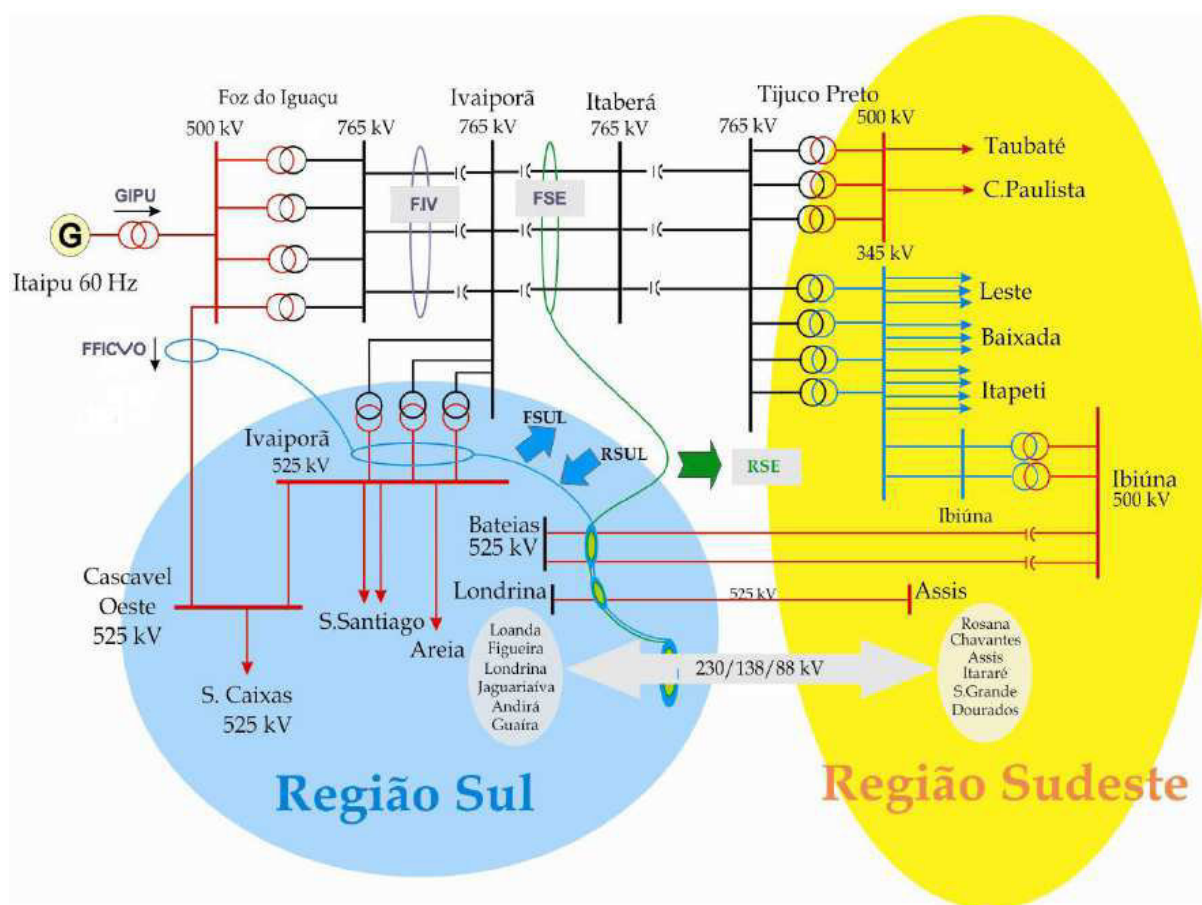 Foz do Iguaçu
500 kV
765 kV
Ivaiporã
765 kV
Itaberá
765 kV
Tijuco Preto
765 kV
500 kV
Taubaté
C.Paulista
GIPU
G
Itaipu 60 Hz
F.IV
FSE
345 kV
Leste
Baixada
Itapeti
FFICVO
Ivaiporã
525 kV
FSUL
RSUL
RSE
Ibiúna
Ibiúna
500 kV
Bateias
525 kV
Cascavel
Oeste
525 kV
Londrina
525 kV
Assis
S.Santiago
Areia
S. Caixas
525 kV
Loanda
Figueira
Londrina
Jaguariaíva
Andirá
Guaíra
230/138/88 kV
Rosana
Chavantes
Assis
Itararé
S.Grande
Dourados
Região Sul
Região Sudeste